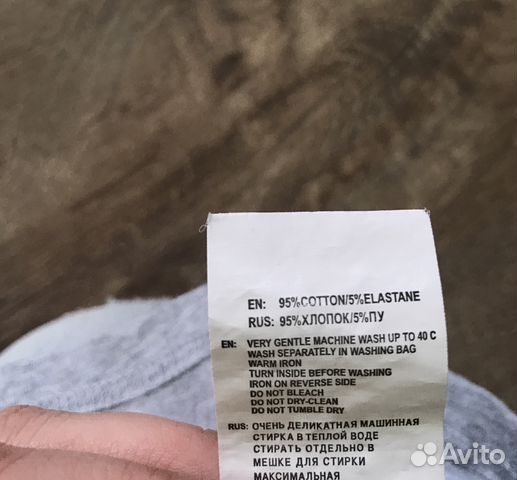 EN: 95%COTTON/5%ELASTANE
RUS: 95%ХЛОПОК/5%ПУ
EN: VERY GENTLE MACHINE WASH UP TO 40 C
WASH SEPARATELY IN WASHING BAG
WARM IRON
TURN INSIDE BEFORE WASHING
IRON ON REVERSE SIDE
DO NOT BLEACH
DO NOT DRY-CLEAN
DO NOT TUMBLE DRY
RUS: ОЧЕНЬ ДЕЛИКАТНАЯ МАШИННАЯ
СТИРКА В ТЕПЛОЙ ВОДЕ
СТИРАТЬ ОТДЕЛЬНО В
МЕШКЕ ДЛЯ СТИРКИ
МАКСИМАЛЬНАЯ
Avito